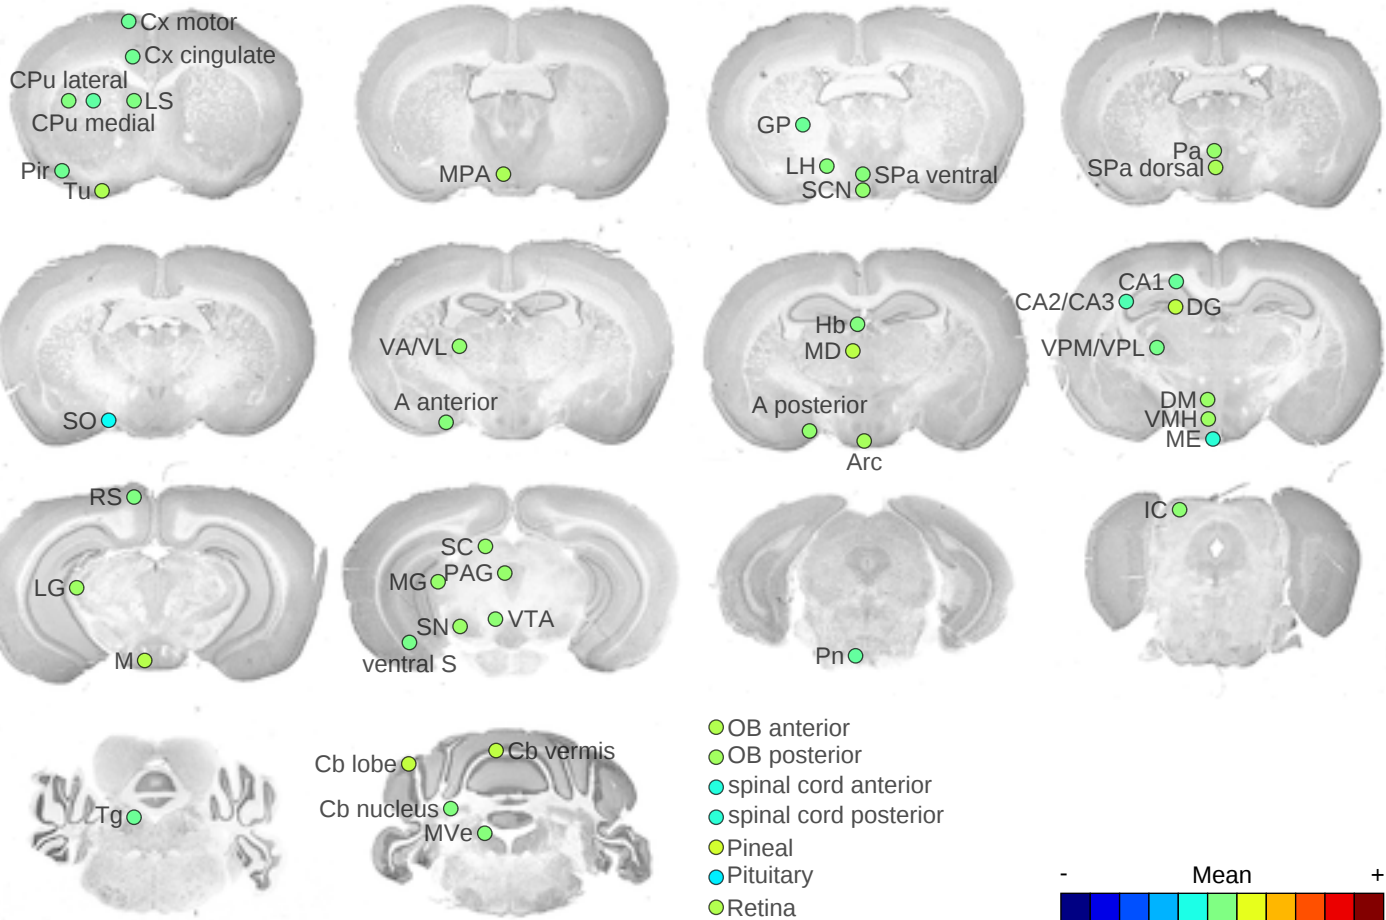 Cx motor
Cx cingulate
CPu lateral
LS
CPu medial
Pir
Tu
MPA
GP
LH
SPa ventral
SCN
Pa
SPa dorsal
SO
VA/VL
A anterior
Hb
MD
A posterior
Arc
CA1
CA2/CA3
DG
VPM/VPL
DM
VMH
ME
RS
LG
M
SC
MG
PAG
SN
VTA
ventral S
Pn
IC
Tg
Cb lobe
Cb vermis
Cb nucleus
MVe
OB anterior
OB posterior
spinal cord anterior
spinal cord posterior
Pineal
Pituitary
Retina
- Mean +